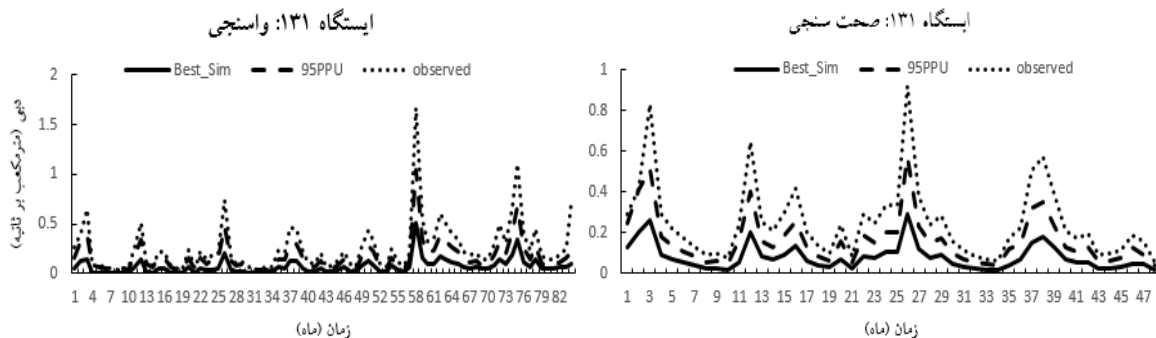 ایستگاه ۱۳۱: واسنجی
Best_Sim 95PPU observed
دبی (مترمکعب بر ثانیه)
2
1.5
1
0.5
0
1 4 7 10 13 16 19 22 25 28 31 34 37 40 43 46 49 52 55 58 61 64 67 70 73 76 79 82
زمان (ماه)
ایستگاه ۱۳۱: صحت سنجی
Best_Sim 95PPU observed
1
0.8
0.6
0.4
0.2
0
1 3 5 7 9 11 13 15 17 19 21 23 25 27 29 31 33 35 37 39 41 43 45 47
زمان (ماه)